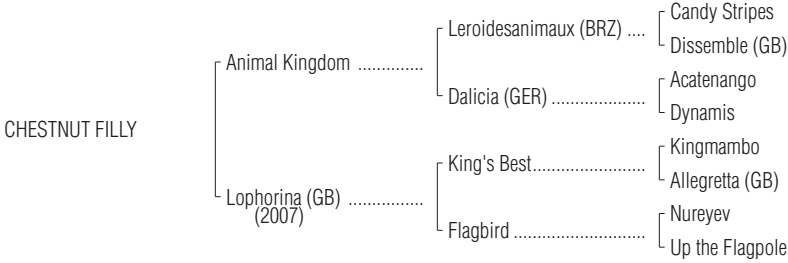 Candy Stripes
Leroidesanimaux (BRZ) ....
Dissemble (GB)
Animal Kingdom ..............
Acatenango
Dalicia (GER) ....................
Dynamis
CHESTNUT FILLY
Kingmambo
King's Best........................
Allegretta (GB)
Lophorina (GB) ................
(2007)
Nureyev
Flagbird ............................
Up the Flagpole